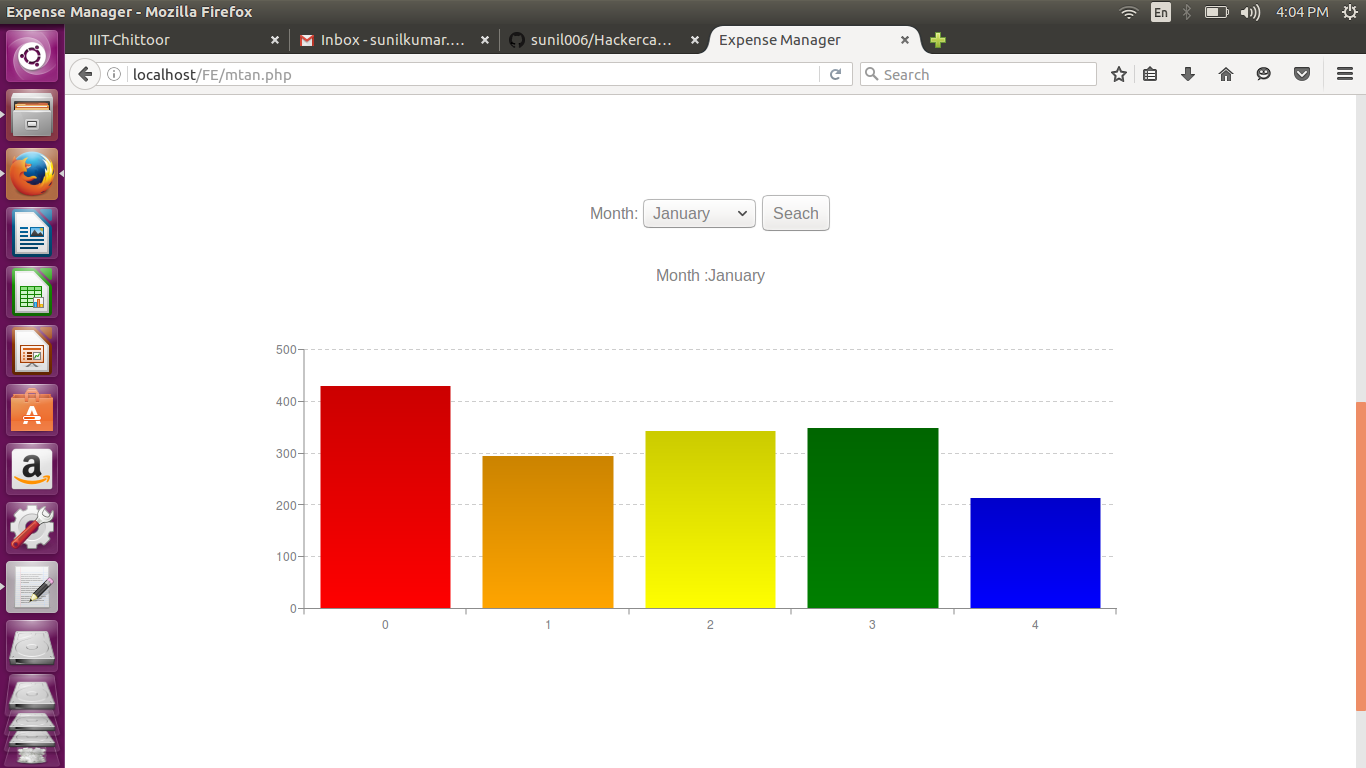 Expense Manager - Mozilla Firefox
En
4:04 PM
IIIT-Chittoor
Inbox - sunilkumar....
sunil006/Hackerca...
Expense Manager
localhost/FE/mtan.php
Search
Month: January Seach
Month :January
500
400
300
200
100
0
0 1 2 3 4